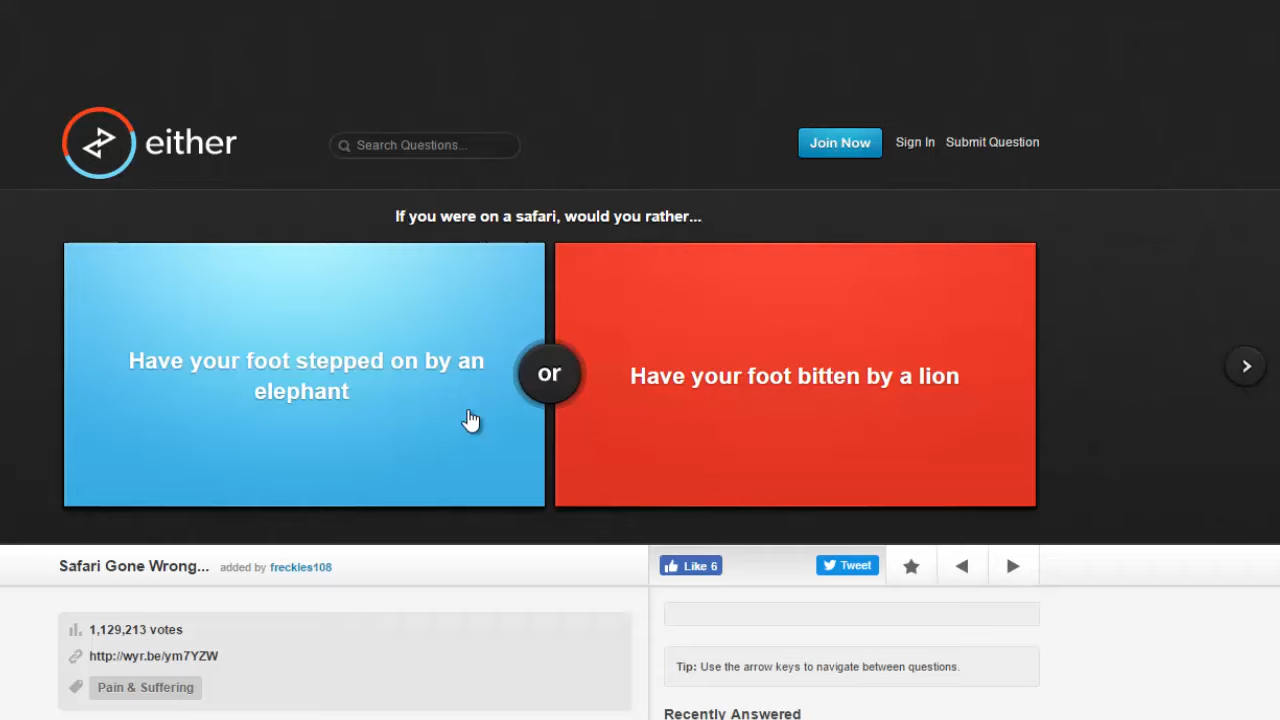 either
Search Questions...
Join Now
Sign In
Submit Question
If you were on a safari, would you rather...
Have your foot stepped on by an
elephant
or
Have your foot bitten by a lion
Safari Gone Wrong... added by freckles108
Like 6
Tweet
1,129,213 votes
http://wyr.be/ym7YZW
Pain & Suffering
Tip: Use the arrow keys to navigate between questions.
Recently Answered